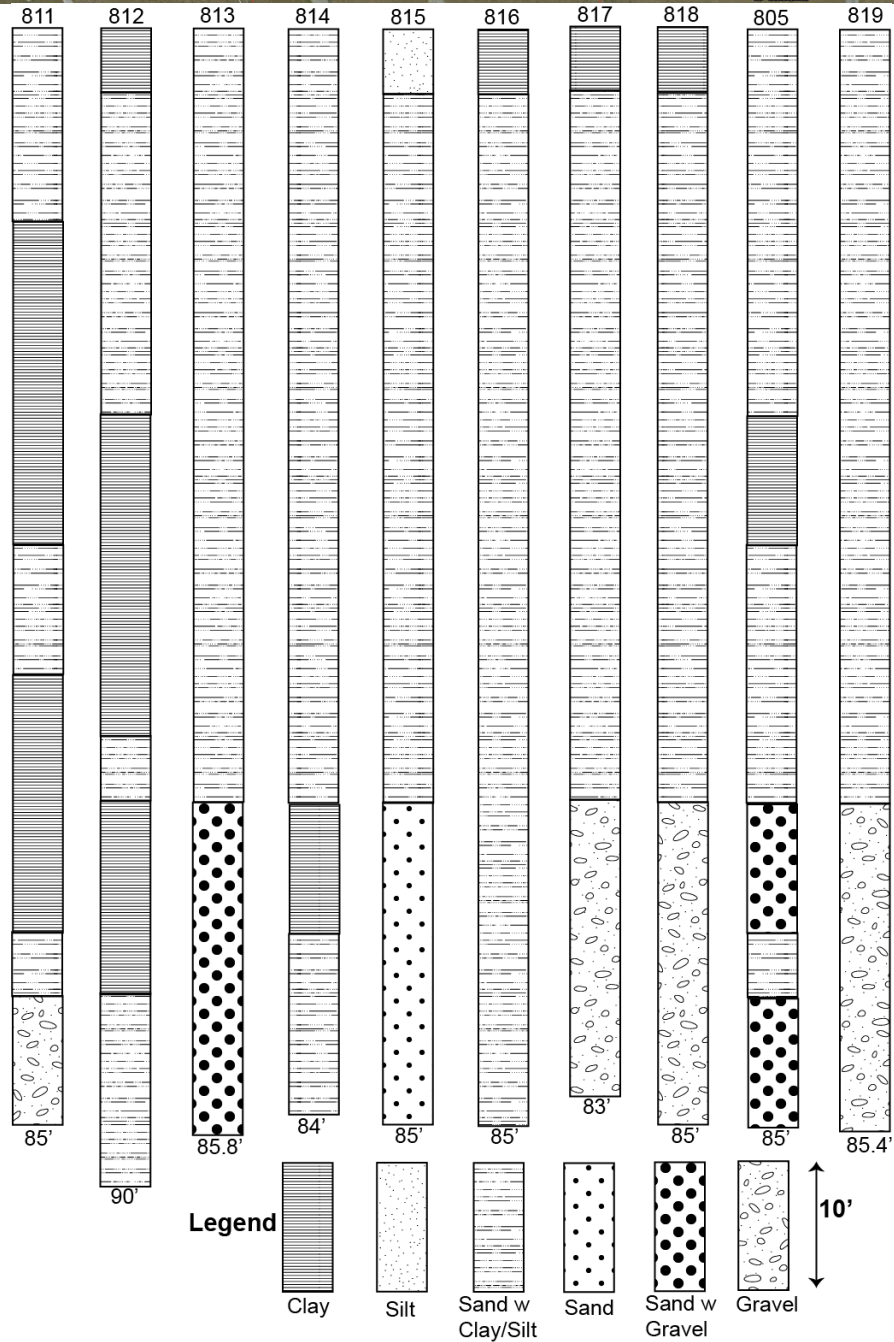 811 812 813 814 815 816 817 818 805 819
85’ 90’ 85.8’ 84’ 85’ 85’ 83’ 85’ 85’ 85.4’
Legend
10’
Clay
Silt
Sand w
Clay/Silt
Sand
Sand w
Gravel
Gravel